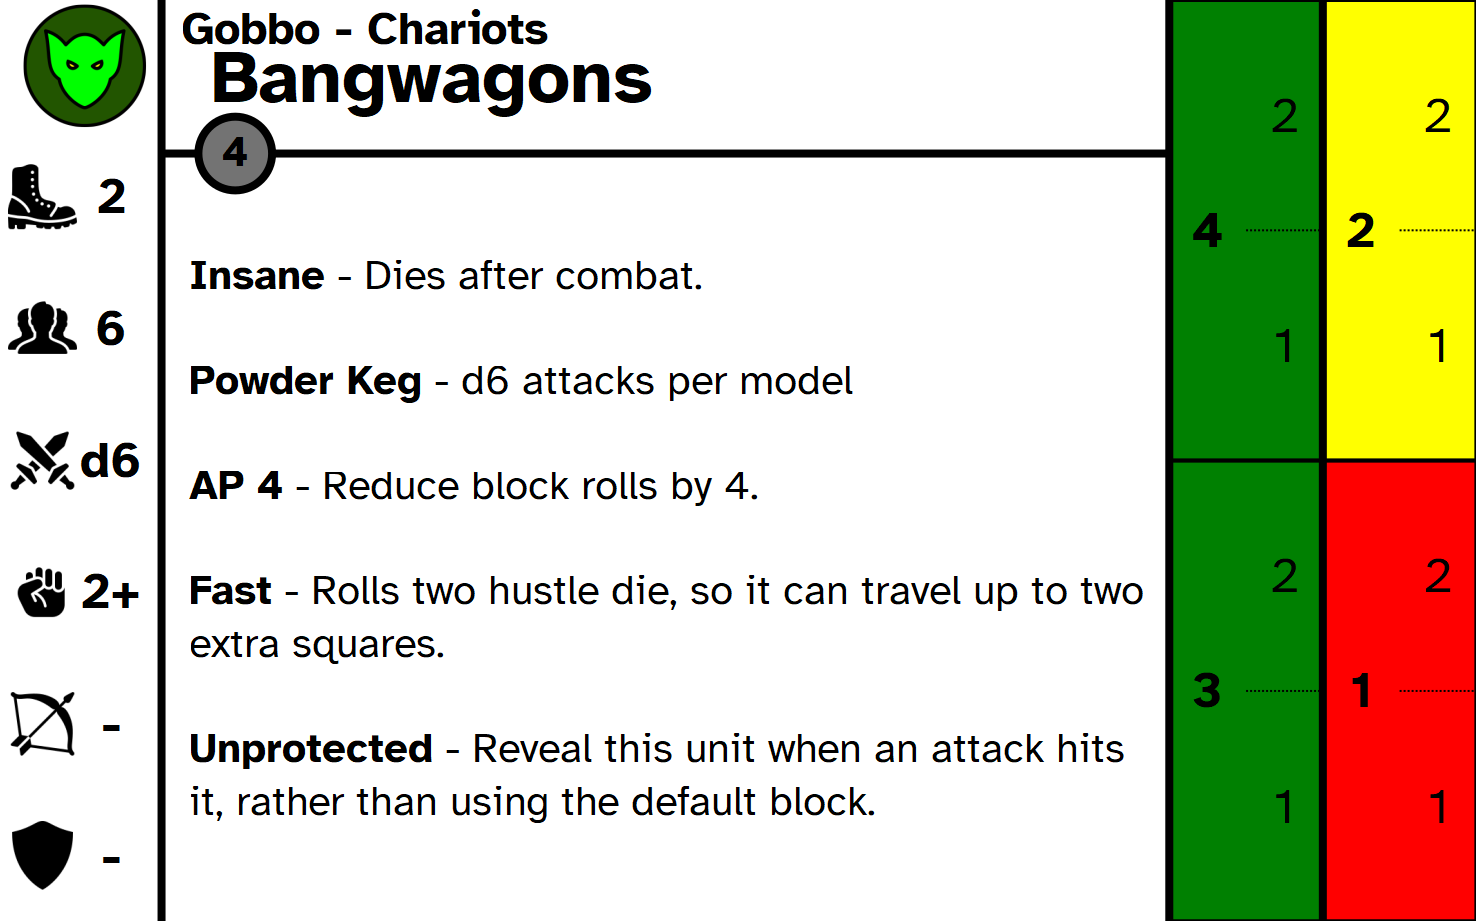 Gobbo - Chariots
Bangwagons
4
2
6
d6
2+
-
-
Insane - Dies after combat.
Powder Keg - d6 attacks per model
AP 4 - Reduce block rolls by 4.
Fast - Rolls two hustle die, so it can travel up to two
extra squares.
Unprotected - Reveal this unit when an attack hits
it, rather than using the default block.
4
2
1
2
2
1
3
2
1
1
2
1